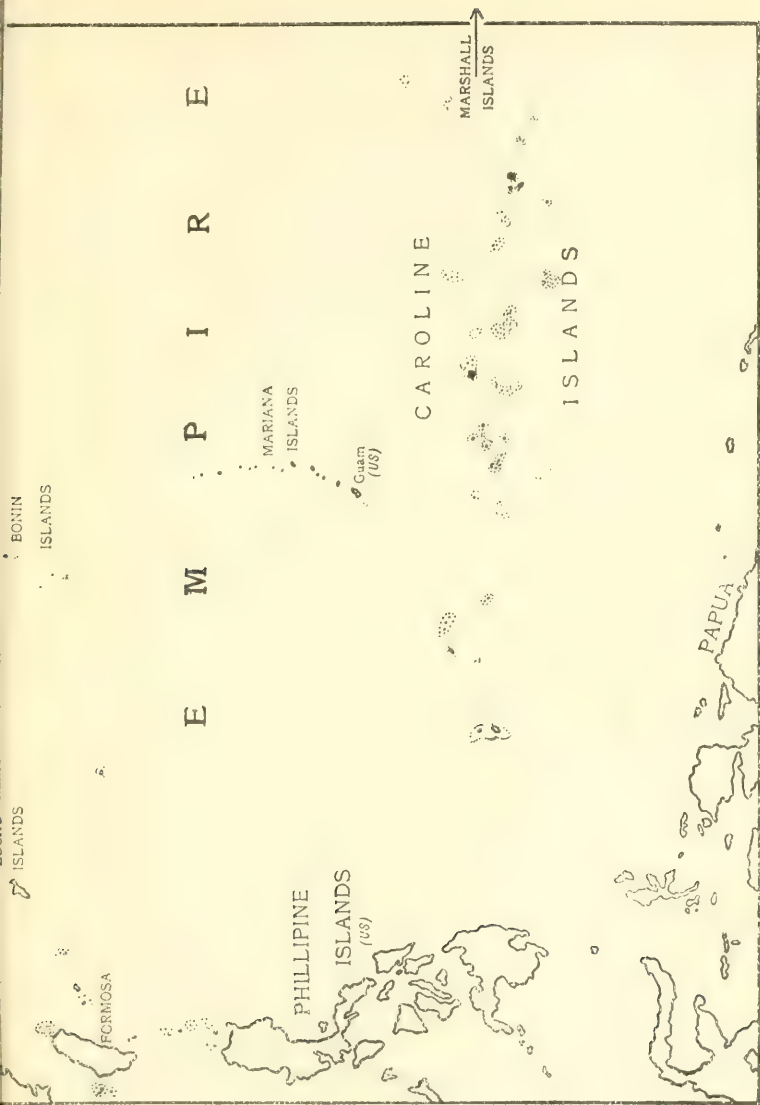 ISLANDS
BONIN
ISLANDS
FORMOSA
E M P I R E
MARIANA
ISLANDS
Guam
(US)
PHILLIPINE
ISLANDS
(US)
CAROLINE
ISLANDS
MARSHALL
ISLANDS
PAPUA